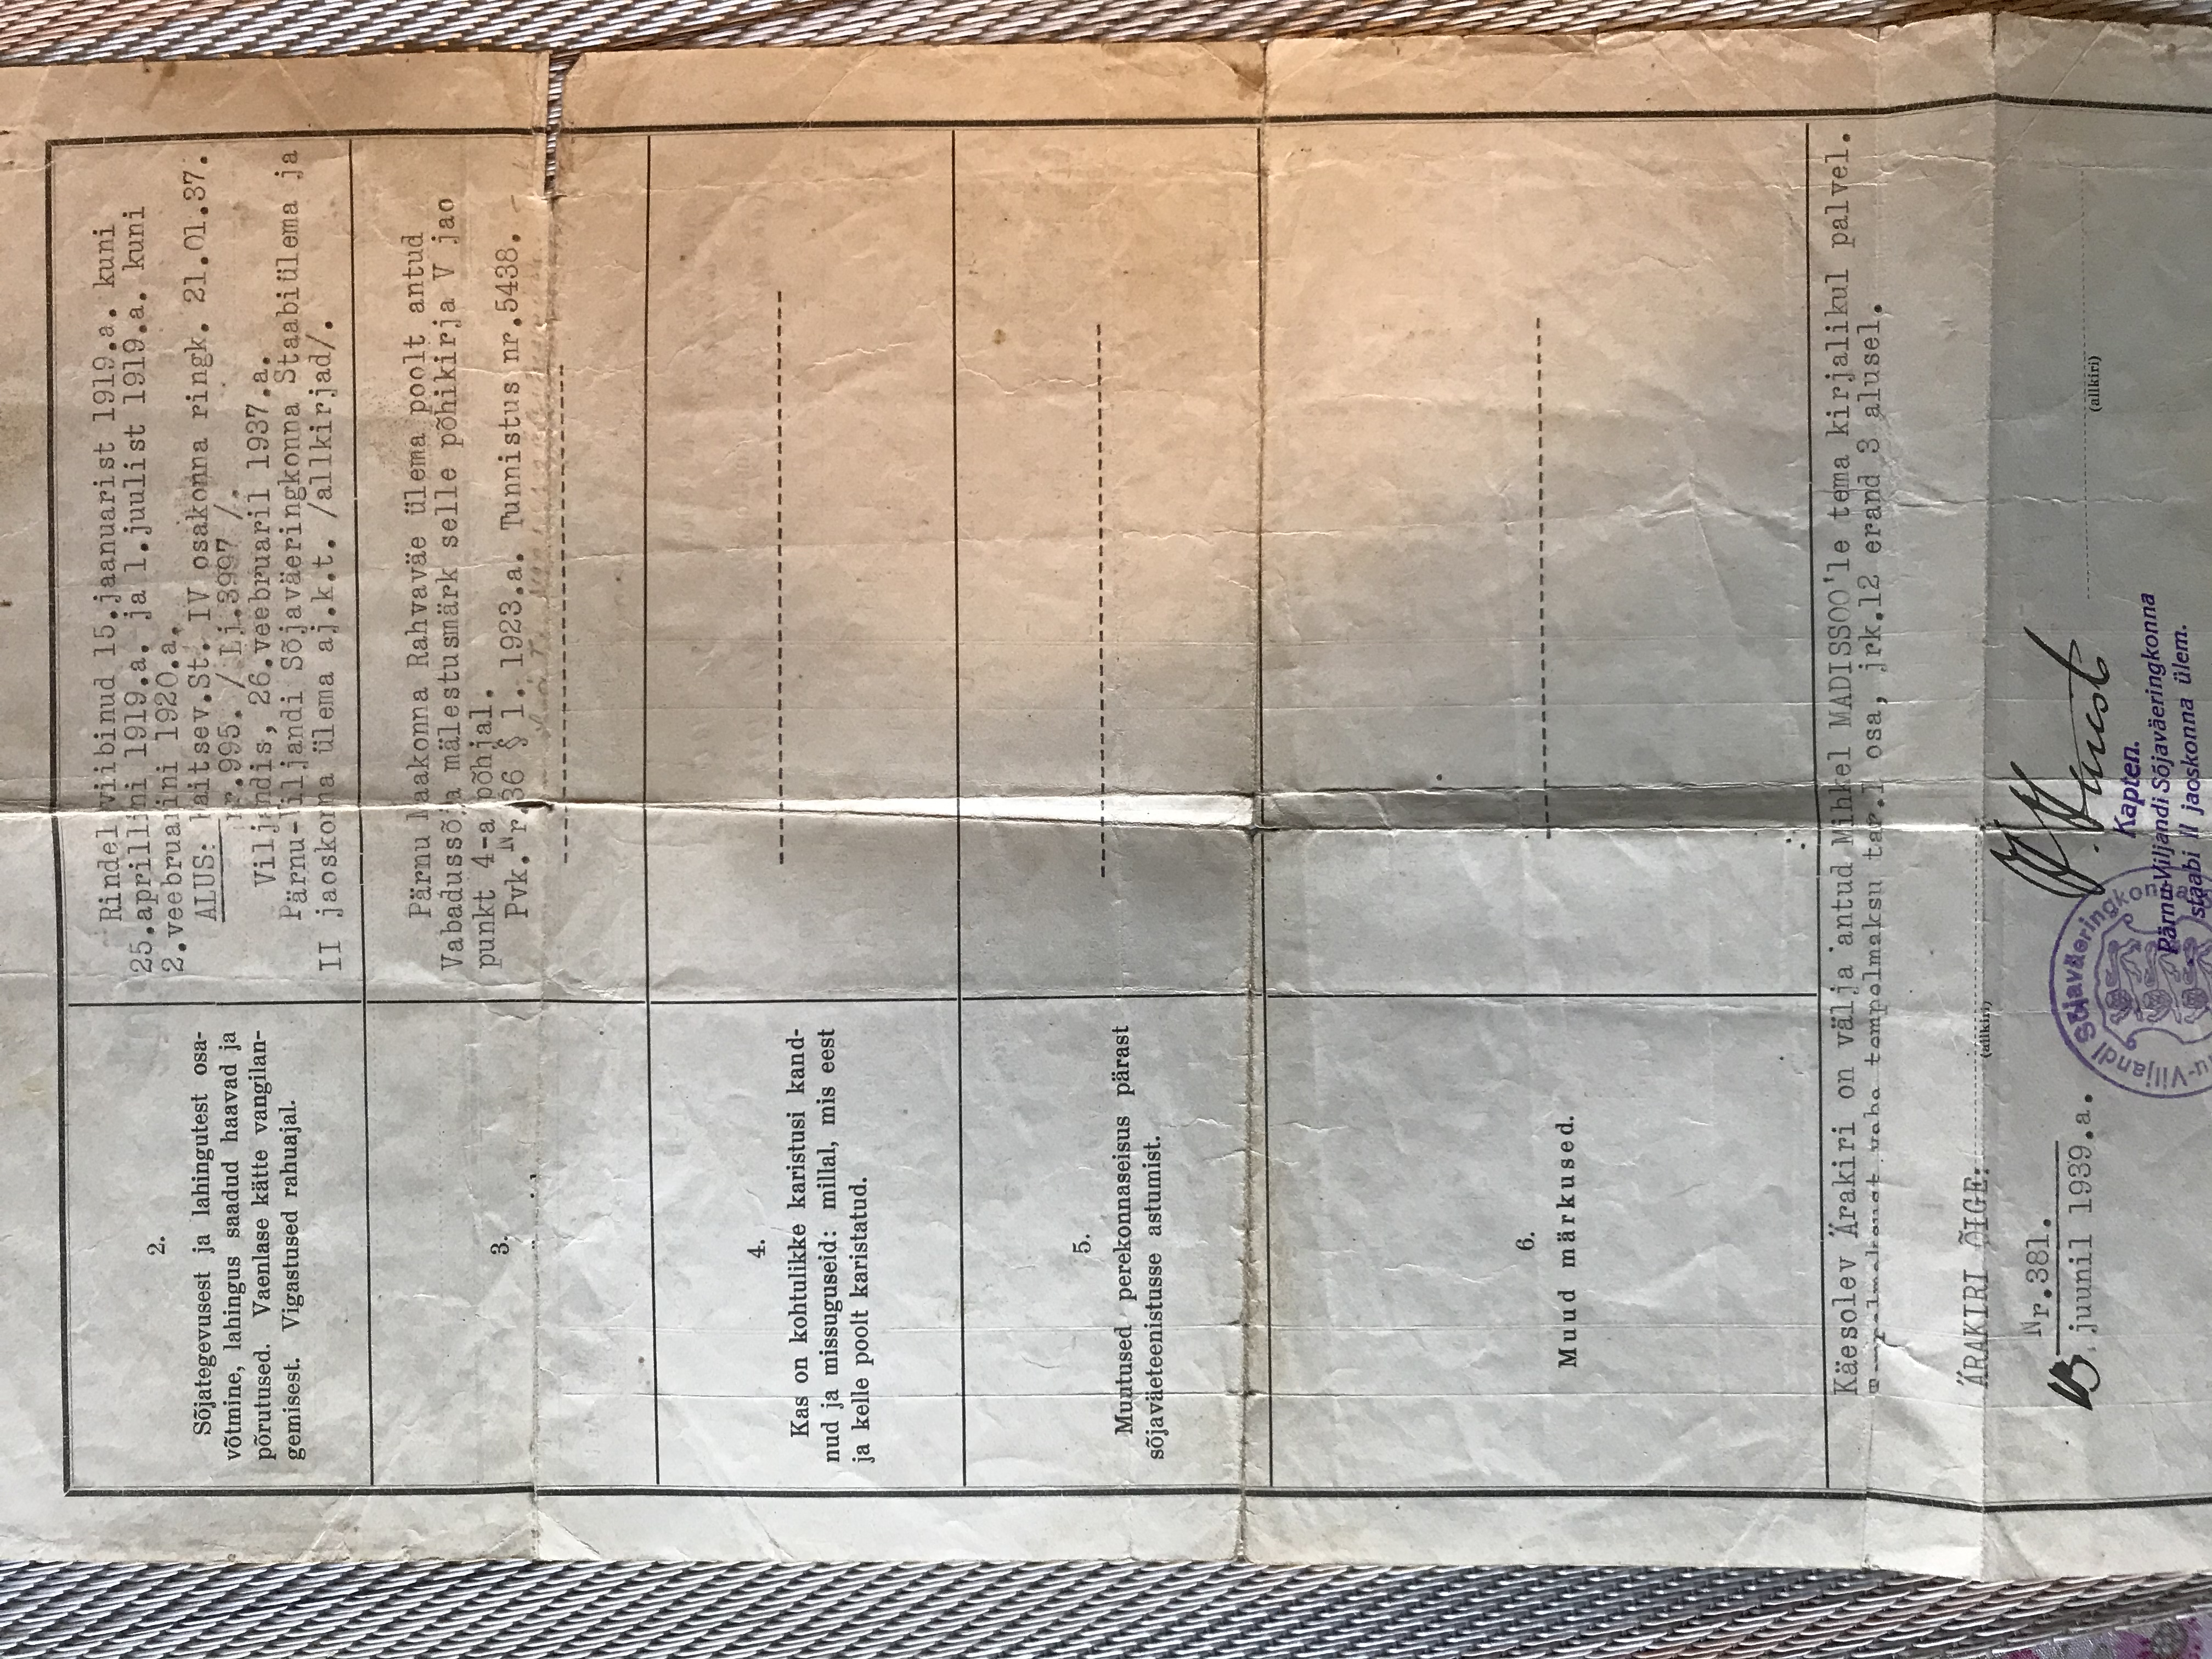 2.
Sõjategevusest ja lahingutest osa-
võtmine, lahingus saadud haavad ja
põrutused. Vaenlase kätte vangilan-
gemisest. Vigastused rahuajal.
Rindel viibinud 15.jaanuarist 1919.a. kuni
25.aprillini 1919.a. ja 1.juulist 1919.a. kuni
2.veebruarini 1920.a.
ALUS: Kaitsev.St. IV osakonna ringk. 21.01.37.
nr.995. /Lj.3997/.
Viljandis, 26.veebruaril 1937.a.
Pärnu-Viljandi Sõjaväeringkonna Staabiülema ja
II jaoskonna ülema aj.k.t. /allkirjad/.
3.
Pärnu Maakonna Rahvaväe ülema poolt antud
Vabadussõja mälestusmärk selle põhikirja V jao
punkt 4-a põhjal.
Pvk. Nr.36 § 1. 1923.a. Tunnistus nr.5438. -
4.
Kas on kohtulikke karistusi kand-
nud ja missuguseid: millal, mis eest
ja kelle poolt karistatud.
5.
Muutused perekonnaseisus pärast
sõjaväeteenistusse astumist.
6.
Muud märkused.
Käesolev Ärakiri on välja antud Mihkel MADISSOO'le tema kirjalikul palvel.
tempelmaksu tar.1 osa, jrk.12 erand 3 alusel.
ÄRAKIRI ÕIGE:
(allkiri)
Nr.381.
13 juunil 1939.a.
Kapten.
Pärnu-Viljandi Sõjaväeringkonna
staabi II jaoskonna ülem.
(allkiri)
u-Viljandi Sõjaväeringkon